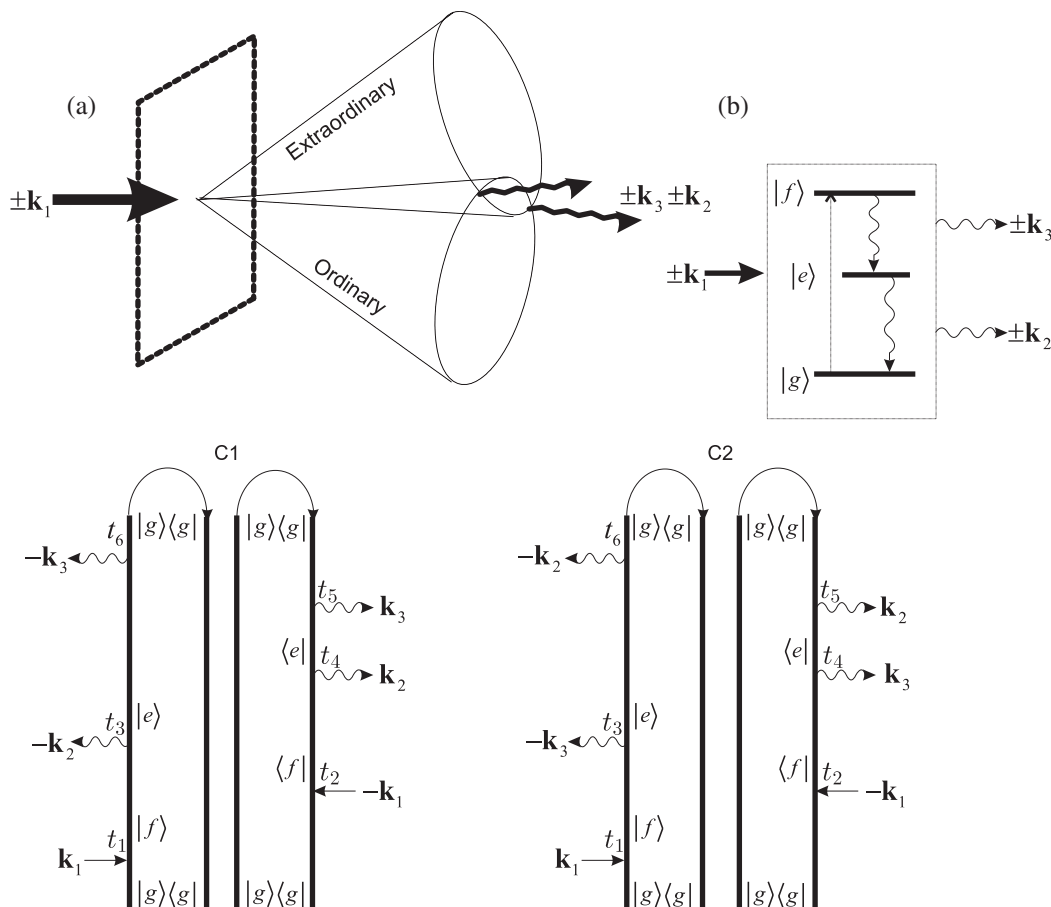 (a)
(b)
Extraordinary
±k₁
±k₃ ±k₂
Ordinary
|f⟩
±k₃
±k₁
|e⟩
±k₂
|g⟩
C1
t₆ |g⟩⟨g| |g⟩⟨g|
−k₃
t₅ k₃
⟨e| t₄
k₂
t₃ |e⟩
−k₂
⟨f| t₂
−k₁
t₁ |f⟩
k₁
|g⟩⟨g| |g⟩⟨g|
C2
t₆ |g⟩⟨g| |g⟩⟨g|
−k₂
t₅ k₂
⟨e| t₄
k₃
t₃ |e⟩
−k₃
⟨f| t₂
−k₁
t₁ |f⟩
k₁
|g⟩⟨g| |g⟩⟨g|